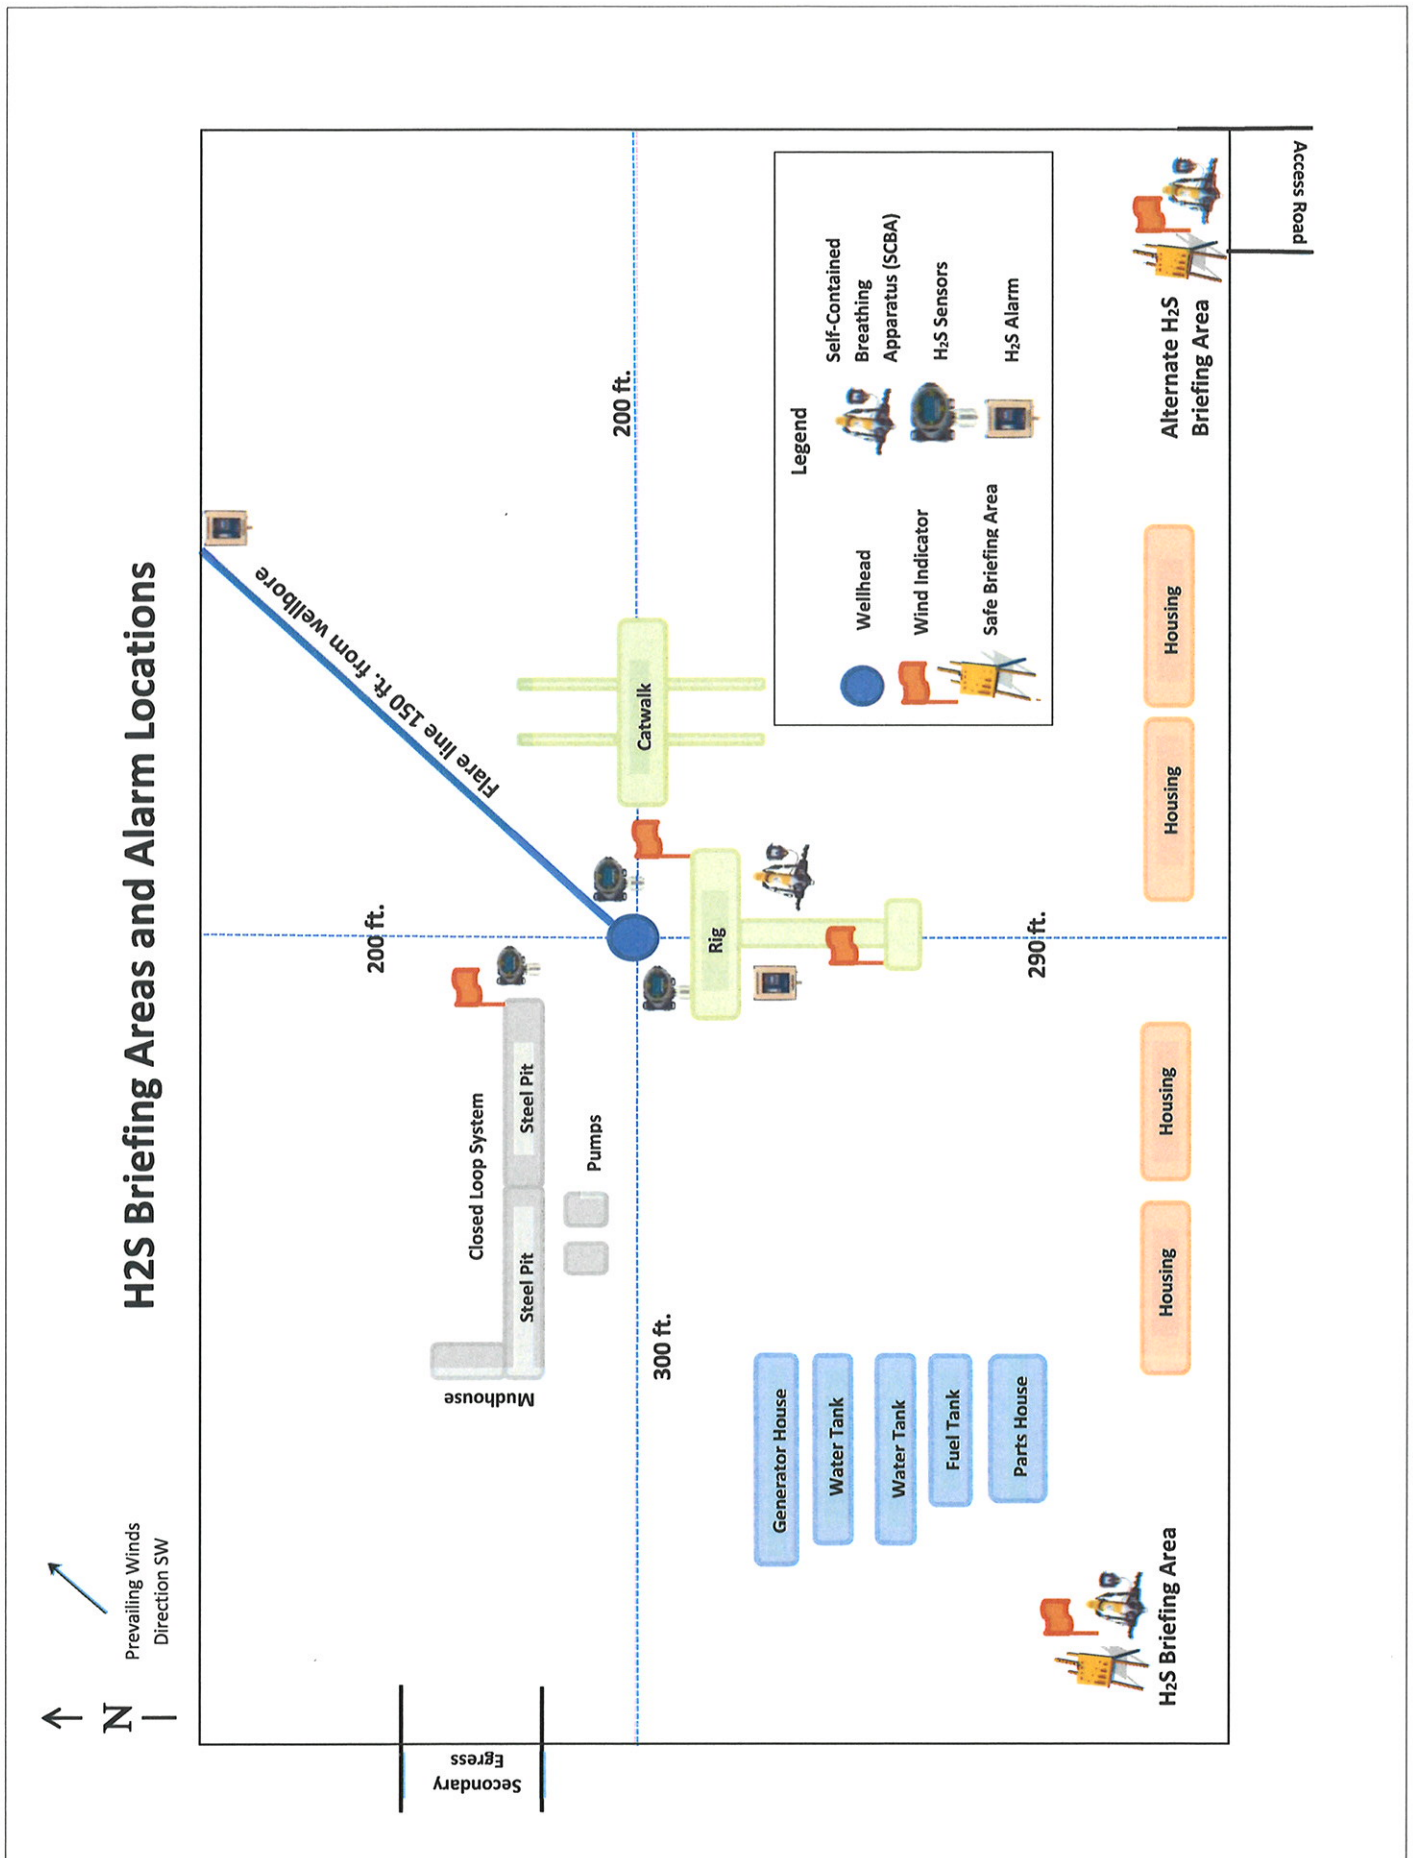 H2S Briefing Areas and Alarm Locations
N
Prevailing Winds
Direction SW
Secondary
Egress
200 ft.
Flare line 150 ft. from wellbore
Closed Loop System
Mudhouse
Steel Pit
Steel Pit
Pumps
300 ft.
200 ft.
Catwalk
Rig
290 ft.
Generator House
Water Tank
Water Tank
Fuel Tank
Parts House
Legend
Wellhead
Wind Indicator
Safe Briefing Area
Self-Contained
Breathing
Apparatus (SCBA)
H₂S Sensors
H₂S Alarm
H₂S Briefing Area
Housing
Housing
Housing
Housing
Alternate H₂S
Briefing Area
Access Road